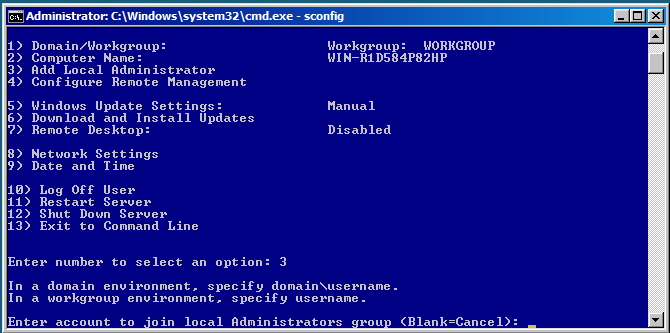 Administrator: C:\Windows\system32\cmd.exe - sconfig
1) Domain/Workgroup: Workgroup: WORKGROUP
2) Computer Name: WIN-R1D584P82HP
3) Add Local Administrator
4) Configure Remote Management
5) Windows Update Settings: Manual
6) Download and Install Updates
7) Remote Desktop: Disabled
8) Network Settings
9) Date and Time
10) Log Off User
11) Restart Server
12) Shut Down Server
13) Exit to Command Line
Enter number to select an option: 3
In a domain environment, specify domain\username.
In a workgroup environment, specify username.
Enter account to join local Administrators group (Blank=Cancel): _